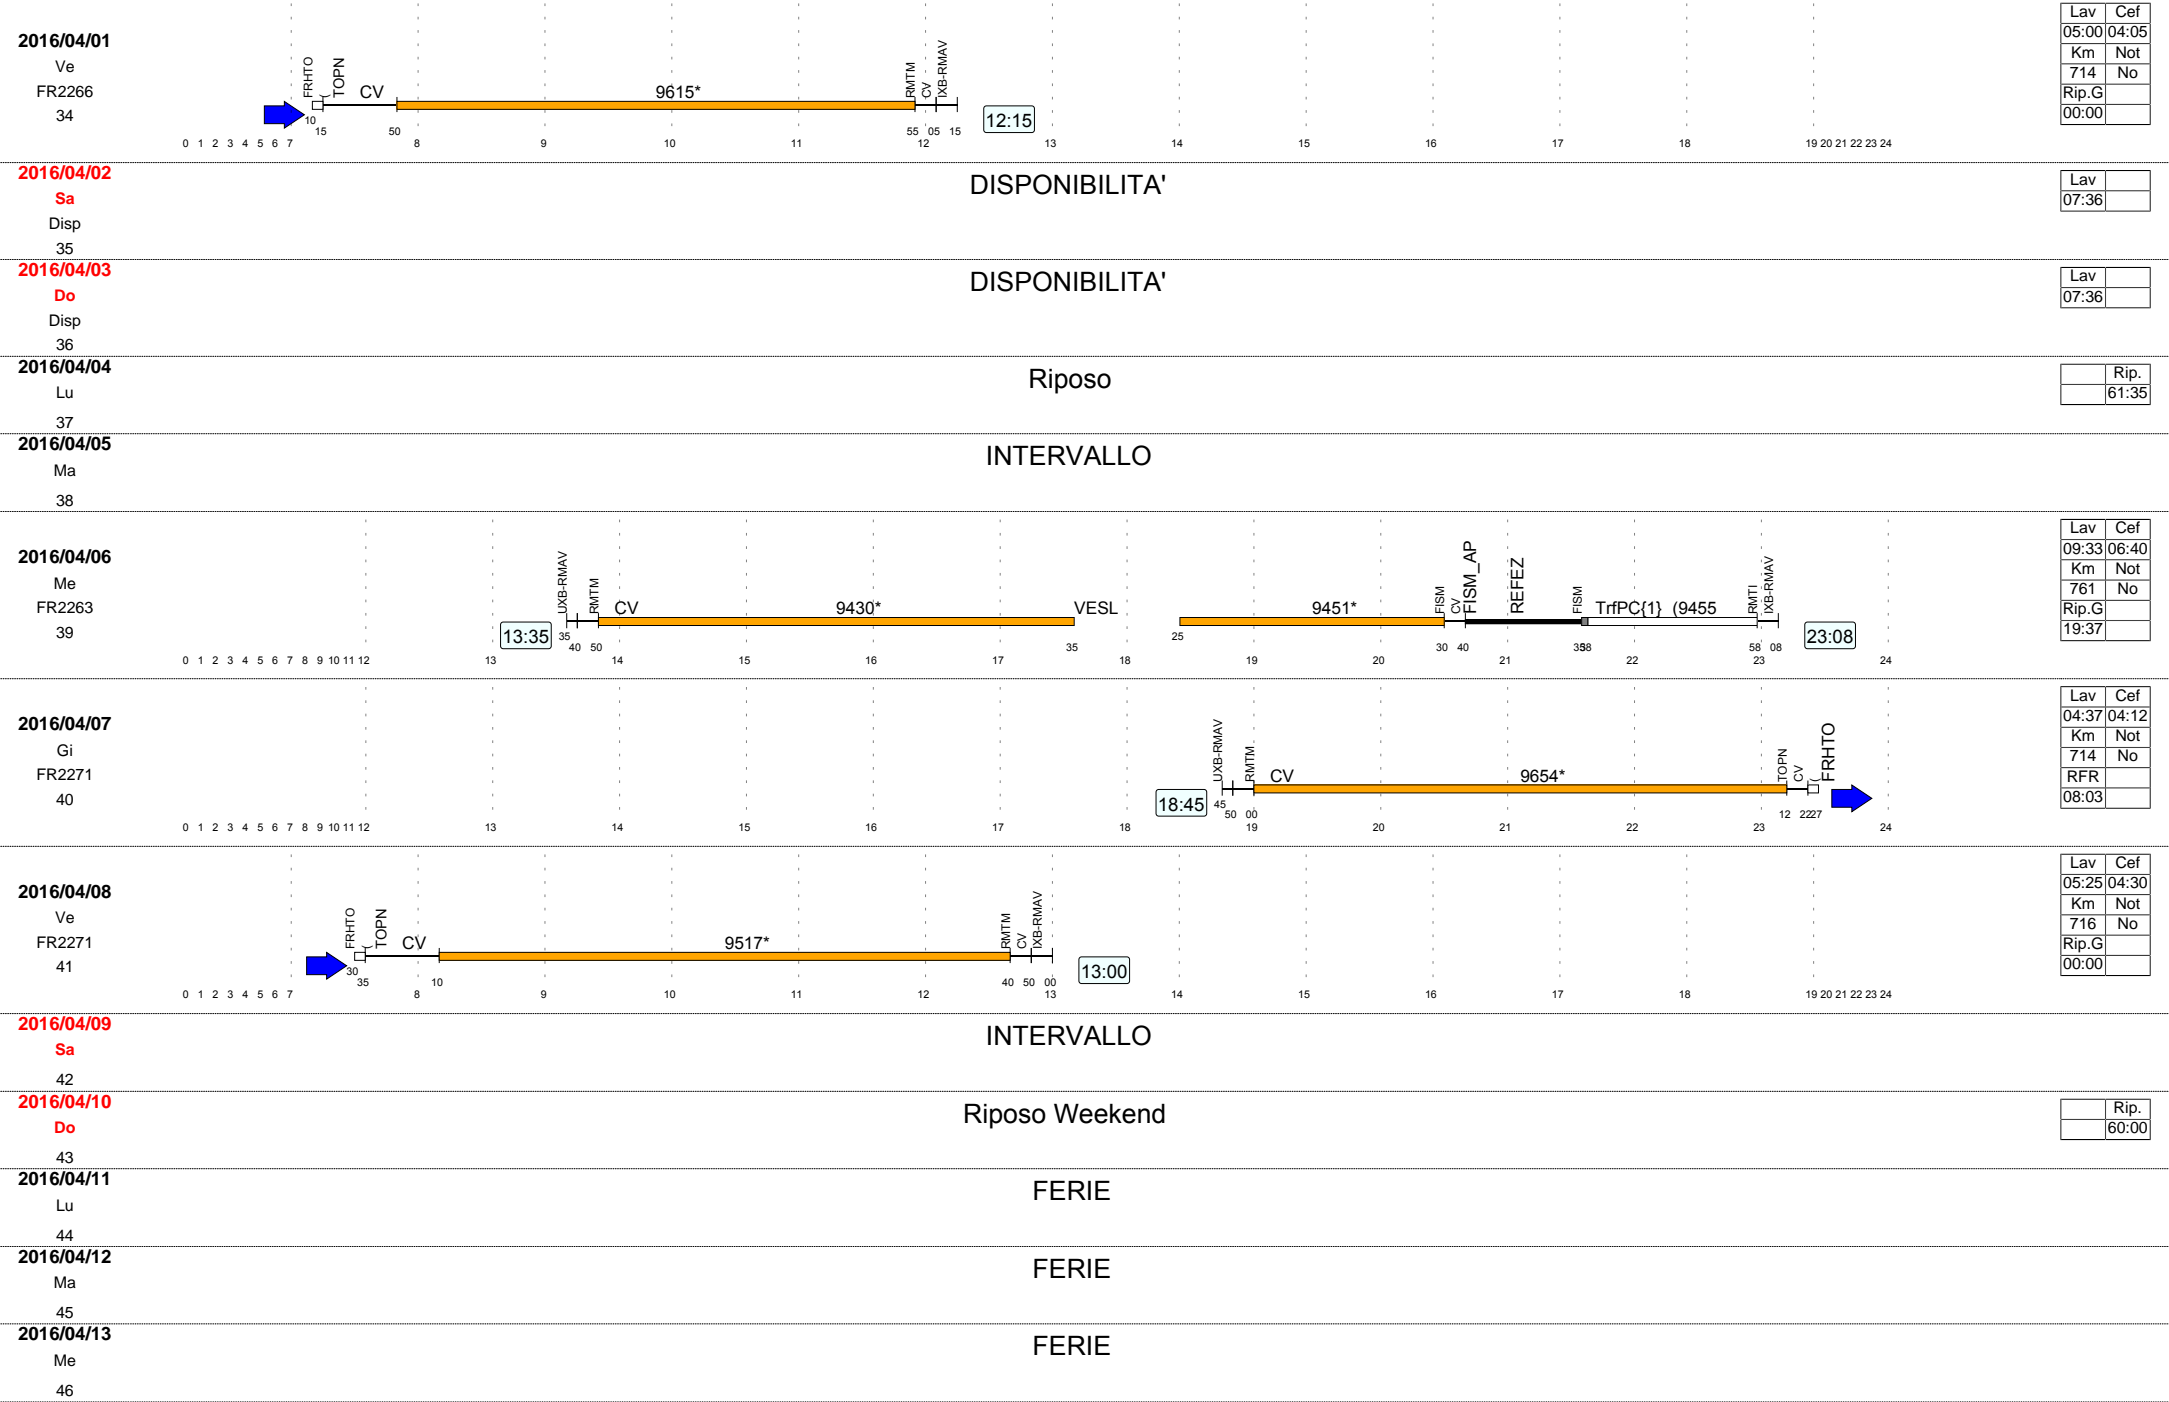 2016/04/01
Ve
FR2266
34
FRHTO
(
TOPN
CV
9615*
RMTM
CV
IXB-RMAV
10
15
50
55 05 15
12:15
0 1 2 3 4 5 6 7 8 9 10 11 12 13 14 15 16 17 18 19 20 21 22 23 24
Lav Cef
05:00 04:05
Km Not
714 No
Rip.G
00:00
2016/04/02
Sa
Disp
35
DISPONIBILITA'
Lav
07:36
2016/04/03
Do
Disp
36
DISPONIBILITA'
Lav
07:36
2016/04/04
Lu
37
Riposo
Rip.
61:35
2016/04/05
Ma
38
INTERVALLO
2016/04/06
Me
FR2263
39
13:35
UXB-RMAV
RMTM
CV
9430*
VESL
9451*
FISM
CV
FISM_AP
REFEZ
FISM
TrfPC{1} (9455
RMTI
IXB-RMAV
35
40 50
35
25
30 40
3538
58 08
23:08
0 1 2 3 4 5 6 7 8 9 10 11 12 13 14 15 16 17 18 19 20 21 22 23 24
Lav Cef
09:33 06:40
Km Not
761 No
Rip.G
19:37
2016/04/07
Gi
FR2271
40
18:45
UXB-RMAV
RMTM
CV
9654*
TOPN
CV
(
FRHTO
45
50 00
12 2227
0 1 2 3 4 5 6 7 8 9 10 11 12 13 14 15 16 17 18 19 20 21 22 23 24
Lav Cef
04:37 04:12
Km Not
714 No
RFR
08:03
2016/04/08
Ve
FR2271
41
FRHTO
(
TOPN
CV
9517*
RMTM
CV
IXB-RMAV
30
35
10
40 50 00
13:00
0 1 2 3 4 5 6 7 8 9 10 11 12 13 14 15 16 17 18 19 20 21 22 23 24
Lav Cef
05:25 04:30
Km Not
716 No
Rip.G
00:00
2016/04/09
Sa
42
INTERVALLO
2016/04/10
Do
43
Riposo Weekend
Rip.
60:00
2016/04/11
Lu
44
FERIE
2016/04/12
Ma
45
FERIE
2016/04/13
Me
46
FERIE